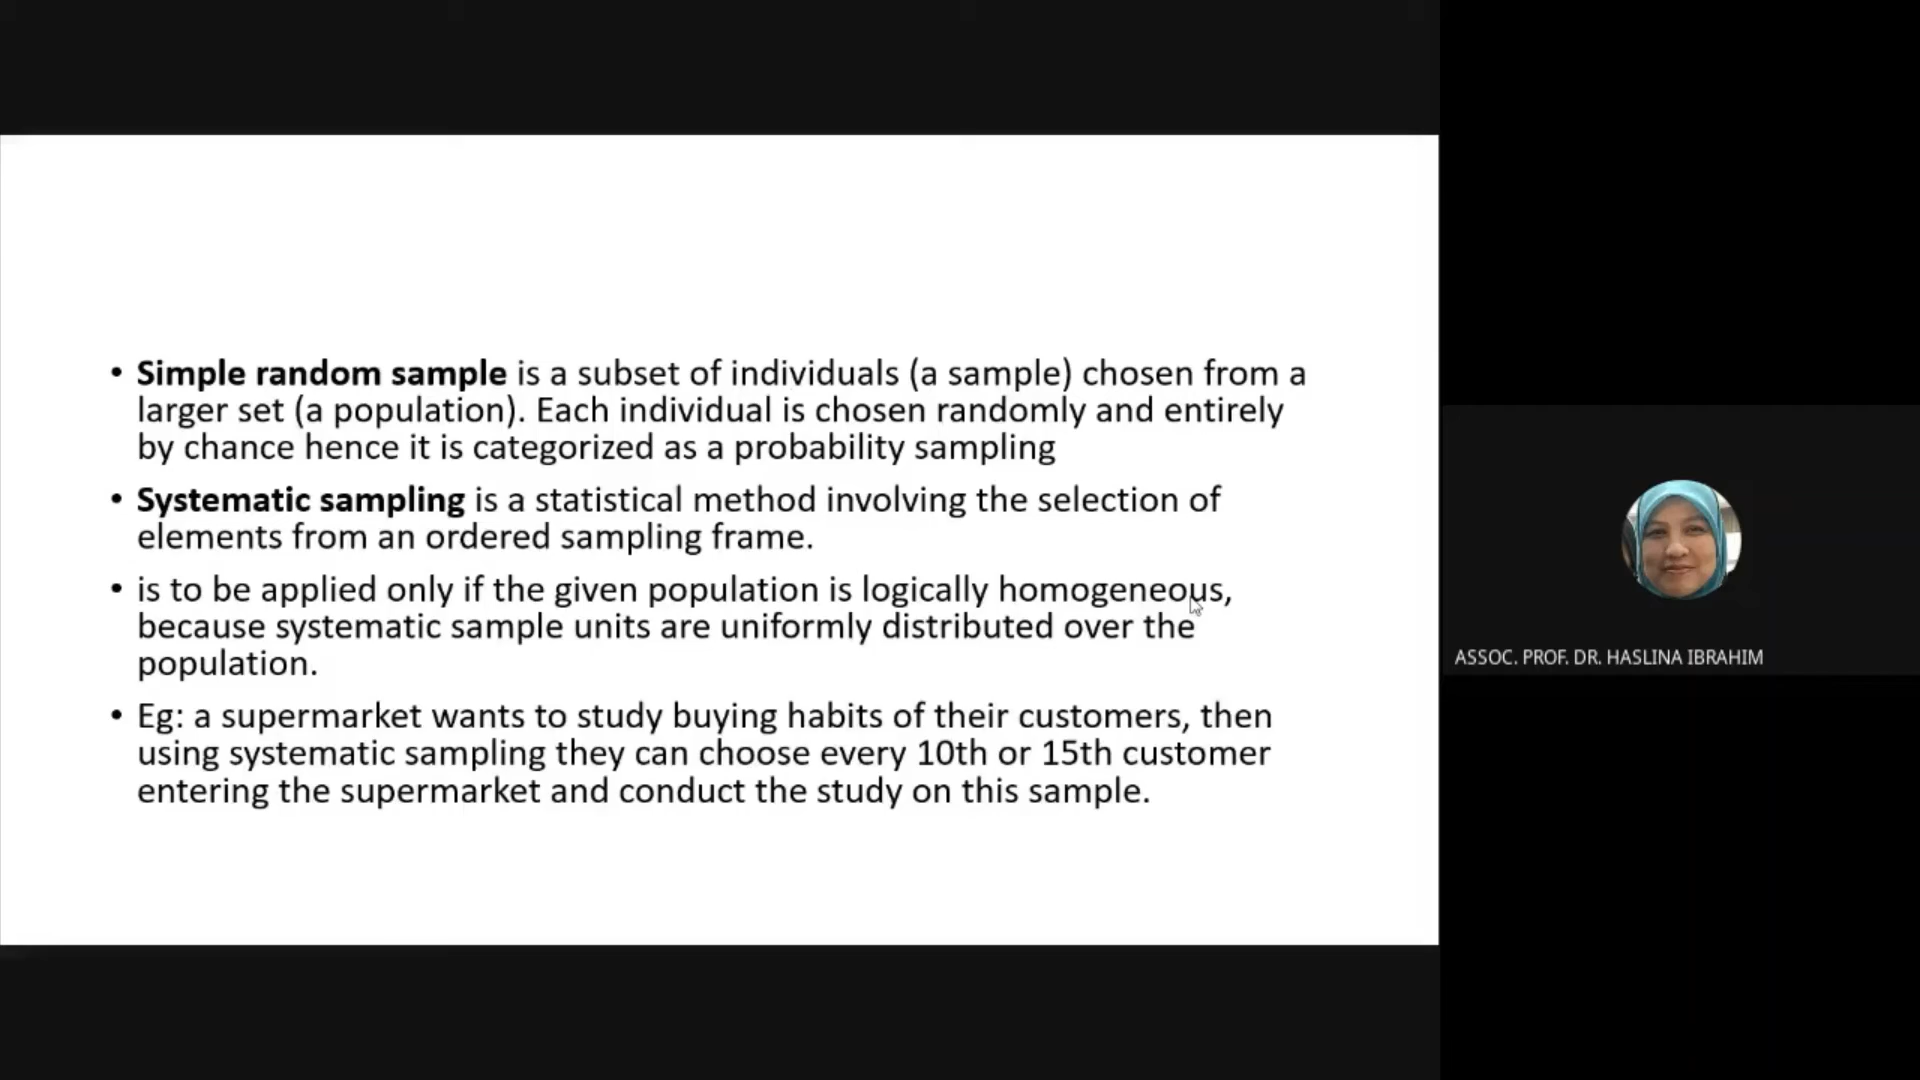 • Simple random sample is a subset of individuals (a sample) chosen from a
larger set (a population). Each individual is chosen randomly and entirely
by chance hence it is categorized as a probability sampling
• Systematic sampling is a statistical method involving the selection of
elements from an ordered sampling frame.
• is to be applied only if the given population is logically homogeneous,
because systematic sample units are uniformly distributed over the
population.
• Eg: a supermarket wants to study buying habits of their customers, then
using systematic sampling they can choose every 10th or 15th customer
entering the supermarket and conduct the study on this sample.
ASSOC. PROF. DR. HASLINA IBRAHIM